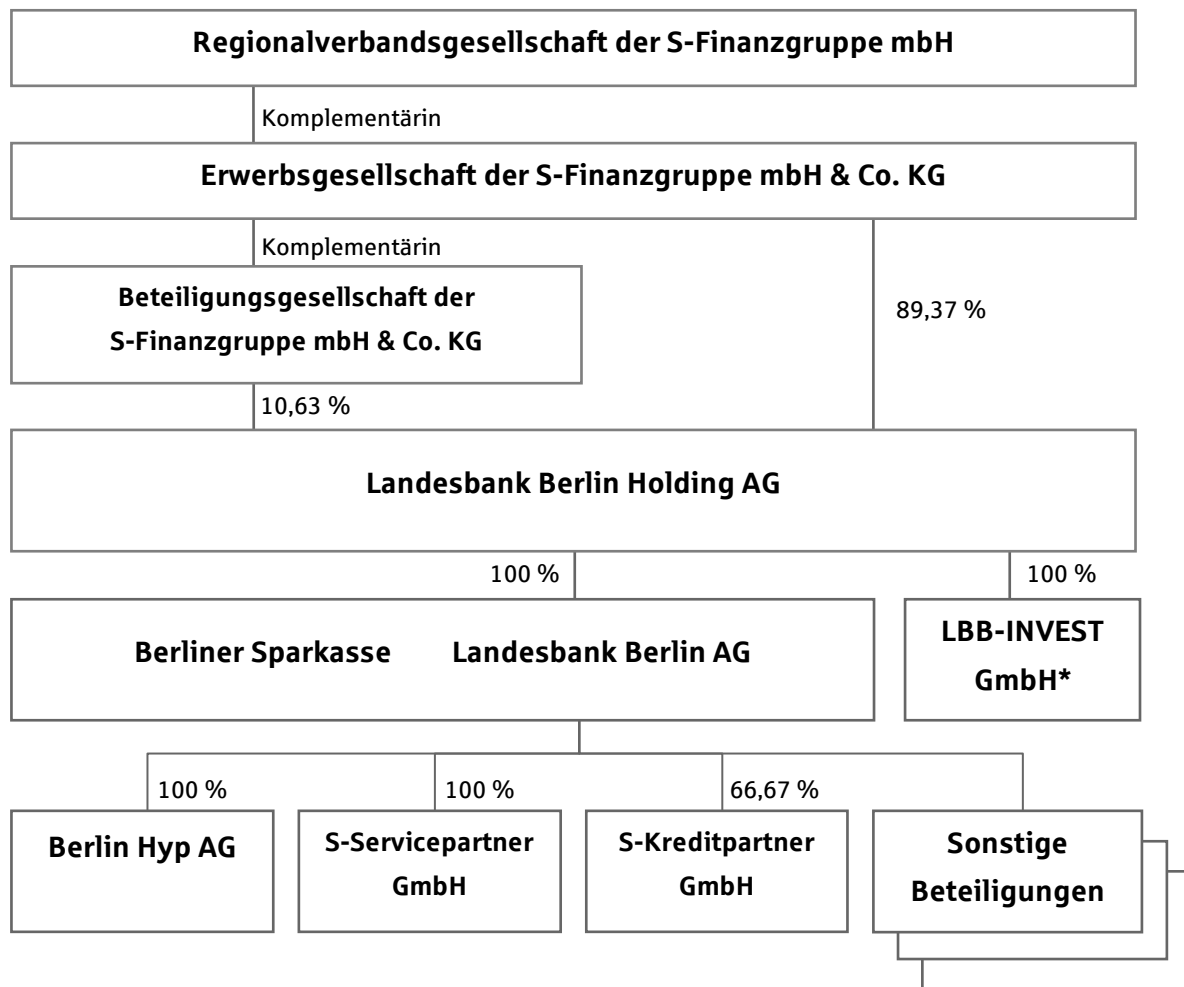 Regionalverbandsgesellschaft der S-Finanzgruppe mbH
Komplementärin
Erwerbsgesellschaft der S-Finanzgruppe mbH & Co. KG
Komplementärin
Beteiligungsgesellschaft der
S-Finanzgruppe mbH & Co. KG
89,37 %
10,63 %
Landesbank Berlin Holding AG
100 %
100 %
Berliner Sparkasse Landesbank Berlin AG
LBB-INVEST
GmbH*
100 %
100 %
66,67 %
Berlin Hyp AG
S-Servicepartner
GmbH
S-Kreditpartner
GmbH
Sonstige
Beteiligungen